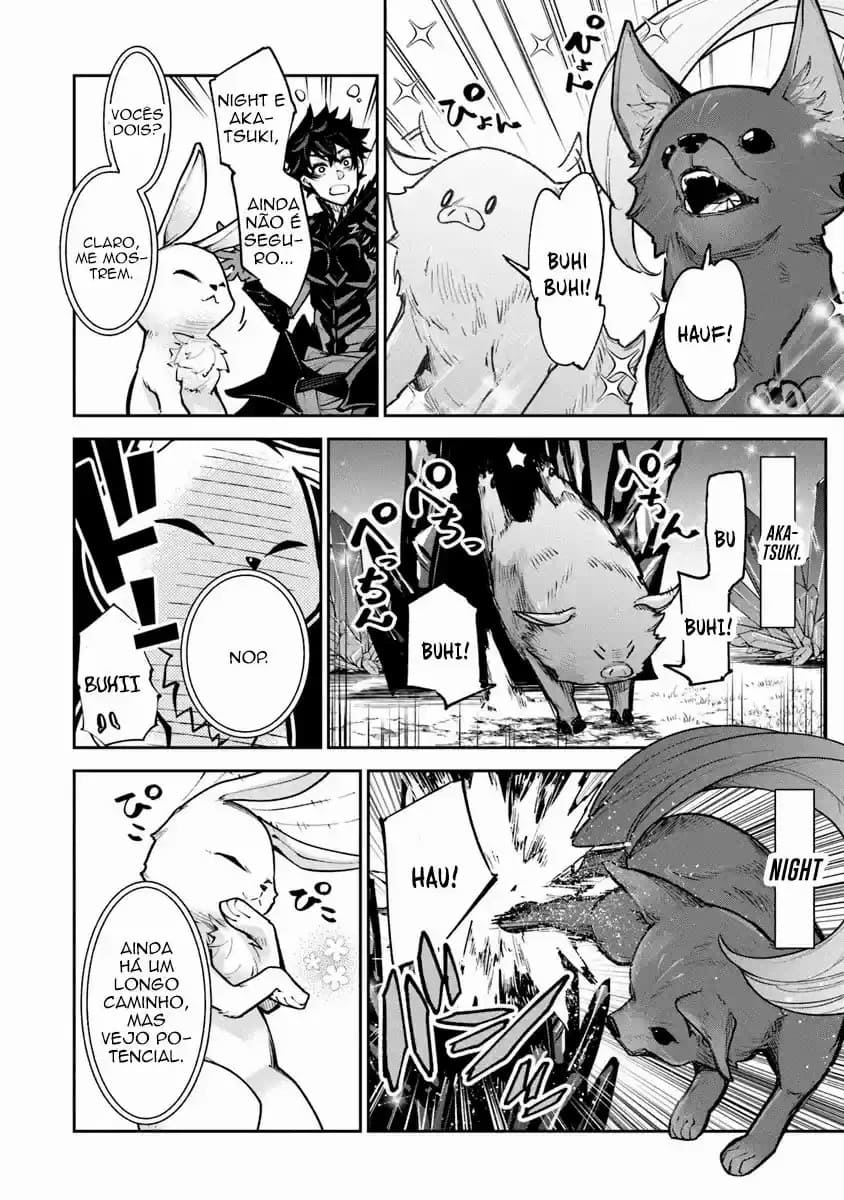 ぴょん
ぴょん
HAUF!
BUHI
BUHI!
NIGHT E
AKA-
TSUKI,
AINDA
NÃO É
SEGU-
RO...
VOCÊS
DOIS?
CLARO,
ME MOS-
TREM.
AKA-
TSUKI.
BU
BUHI!
ぺちん
ぺちっ
ぺっちん
BUHI!
NOP.
BUHII
NIGHT
HAU!
ぴこ
ぴこ
AINDA
HÁ UM
LONGO
CAMINHO,
MAS
VEJO PO-
TENCIAL.